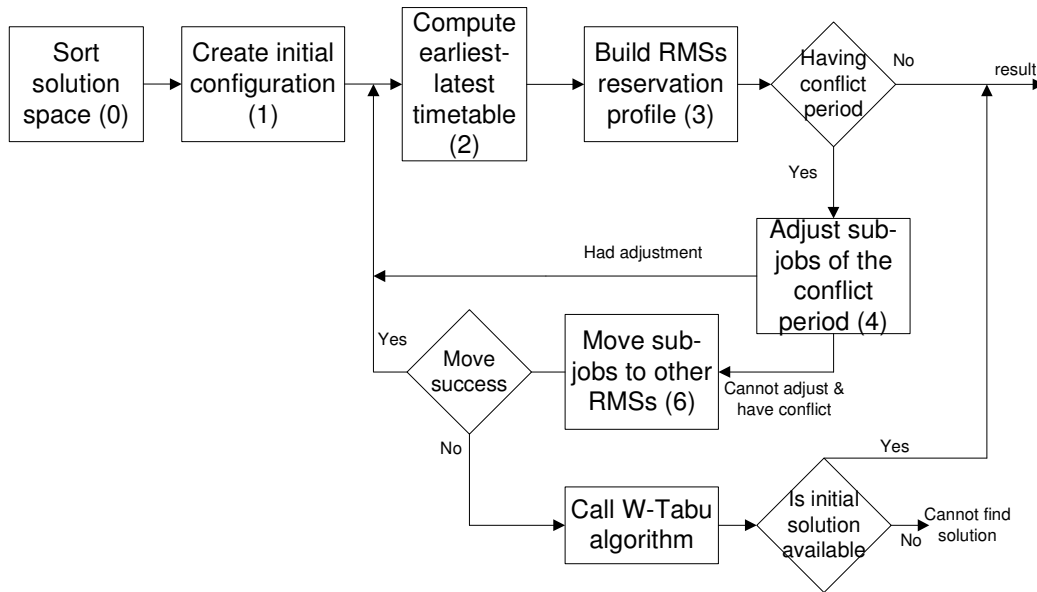 Sort
solution
space (0)
Create initial
configuration
(1)
Compute
earliest-
latest
timetable
(2)
Build RMSs
reservation
profile (3)
Having
conflict
period
No
result
Yes
Adjust sub-
jobs of the
conflict
period (4)
Had adjustment
Yes
Move
success
Move sub-
jobs to other
RMSs (6)
Cannot adjust &
have conflict
No
Yes
Call W-Tabu
algorithm
Is initial
solution
available
No
Cannot find
solution